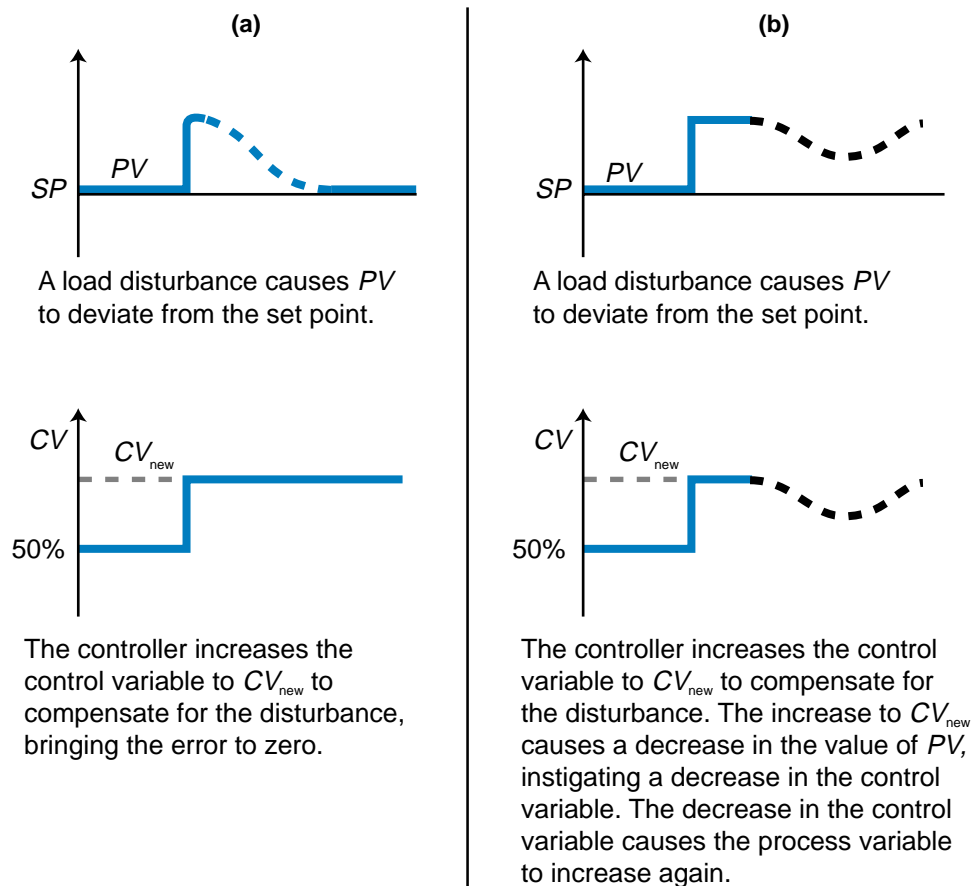 (a)
PV
SP
A load disturbance causes PV
to deviate from the set point.
CV
CVnew
50%
The controller increases the
control variable to CVnew to
compensate for the disturbance,
bringing the error to zero.
(b)
PV
SP
A load disturbance causes PV
to deviate from the set point.
CV
CVnew
50%
The controller increases the control
variable to CVnew to compensate for
the disturbance. The increase to CVnew
causes a decrease in the value of PV,
instigating a decrease in the control
variable. The decrease in the control
variable causes the process variable
to increase again.